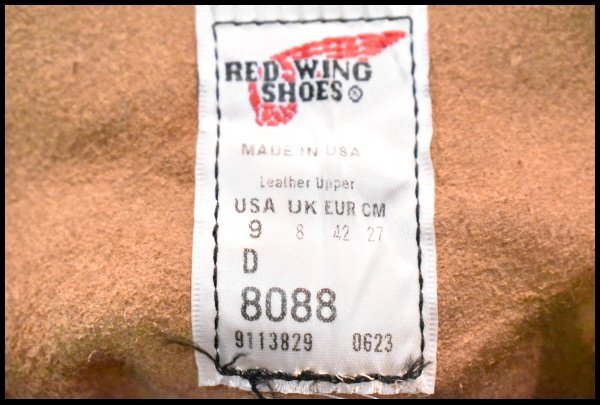 RED WING
SHOES ®
MADE IN USA
Leather Upper
USA UK EUR CM
9 8 42 27
D
8088
9113829 0623